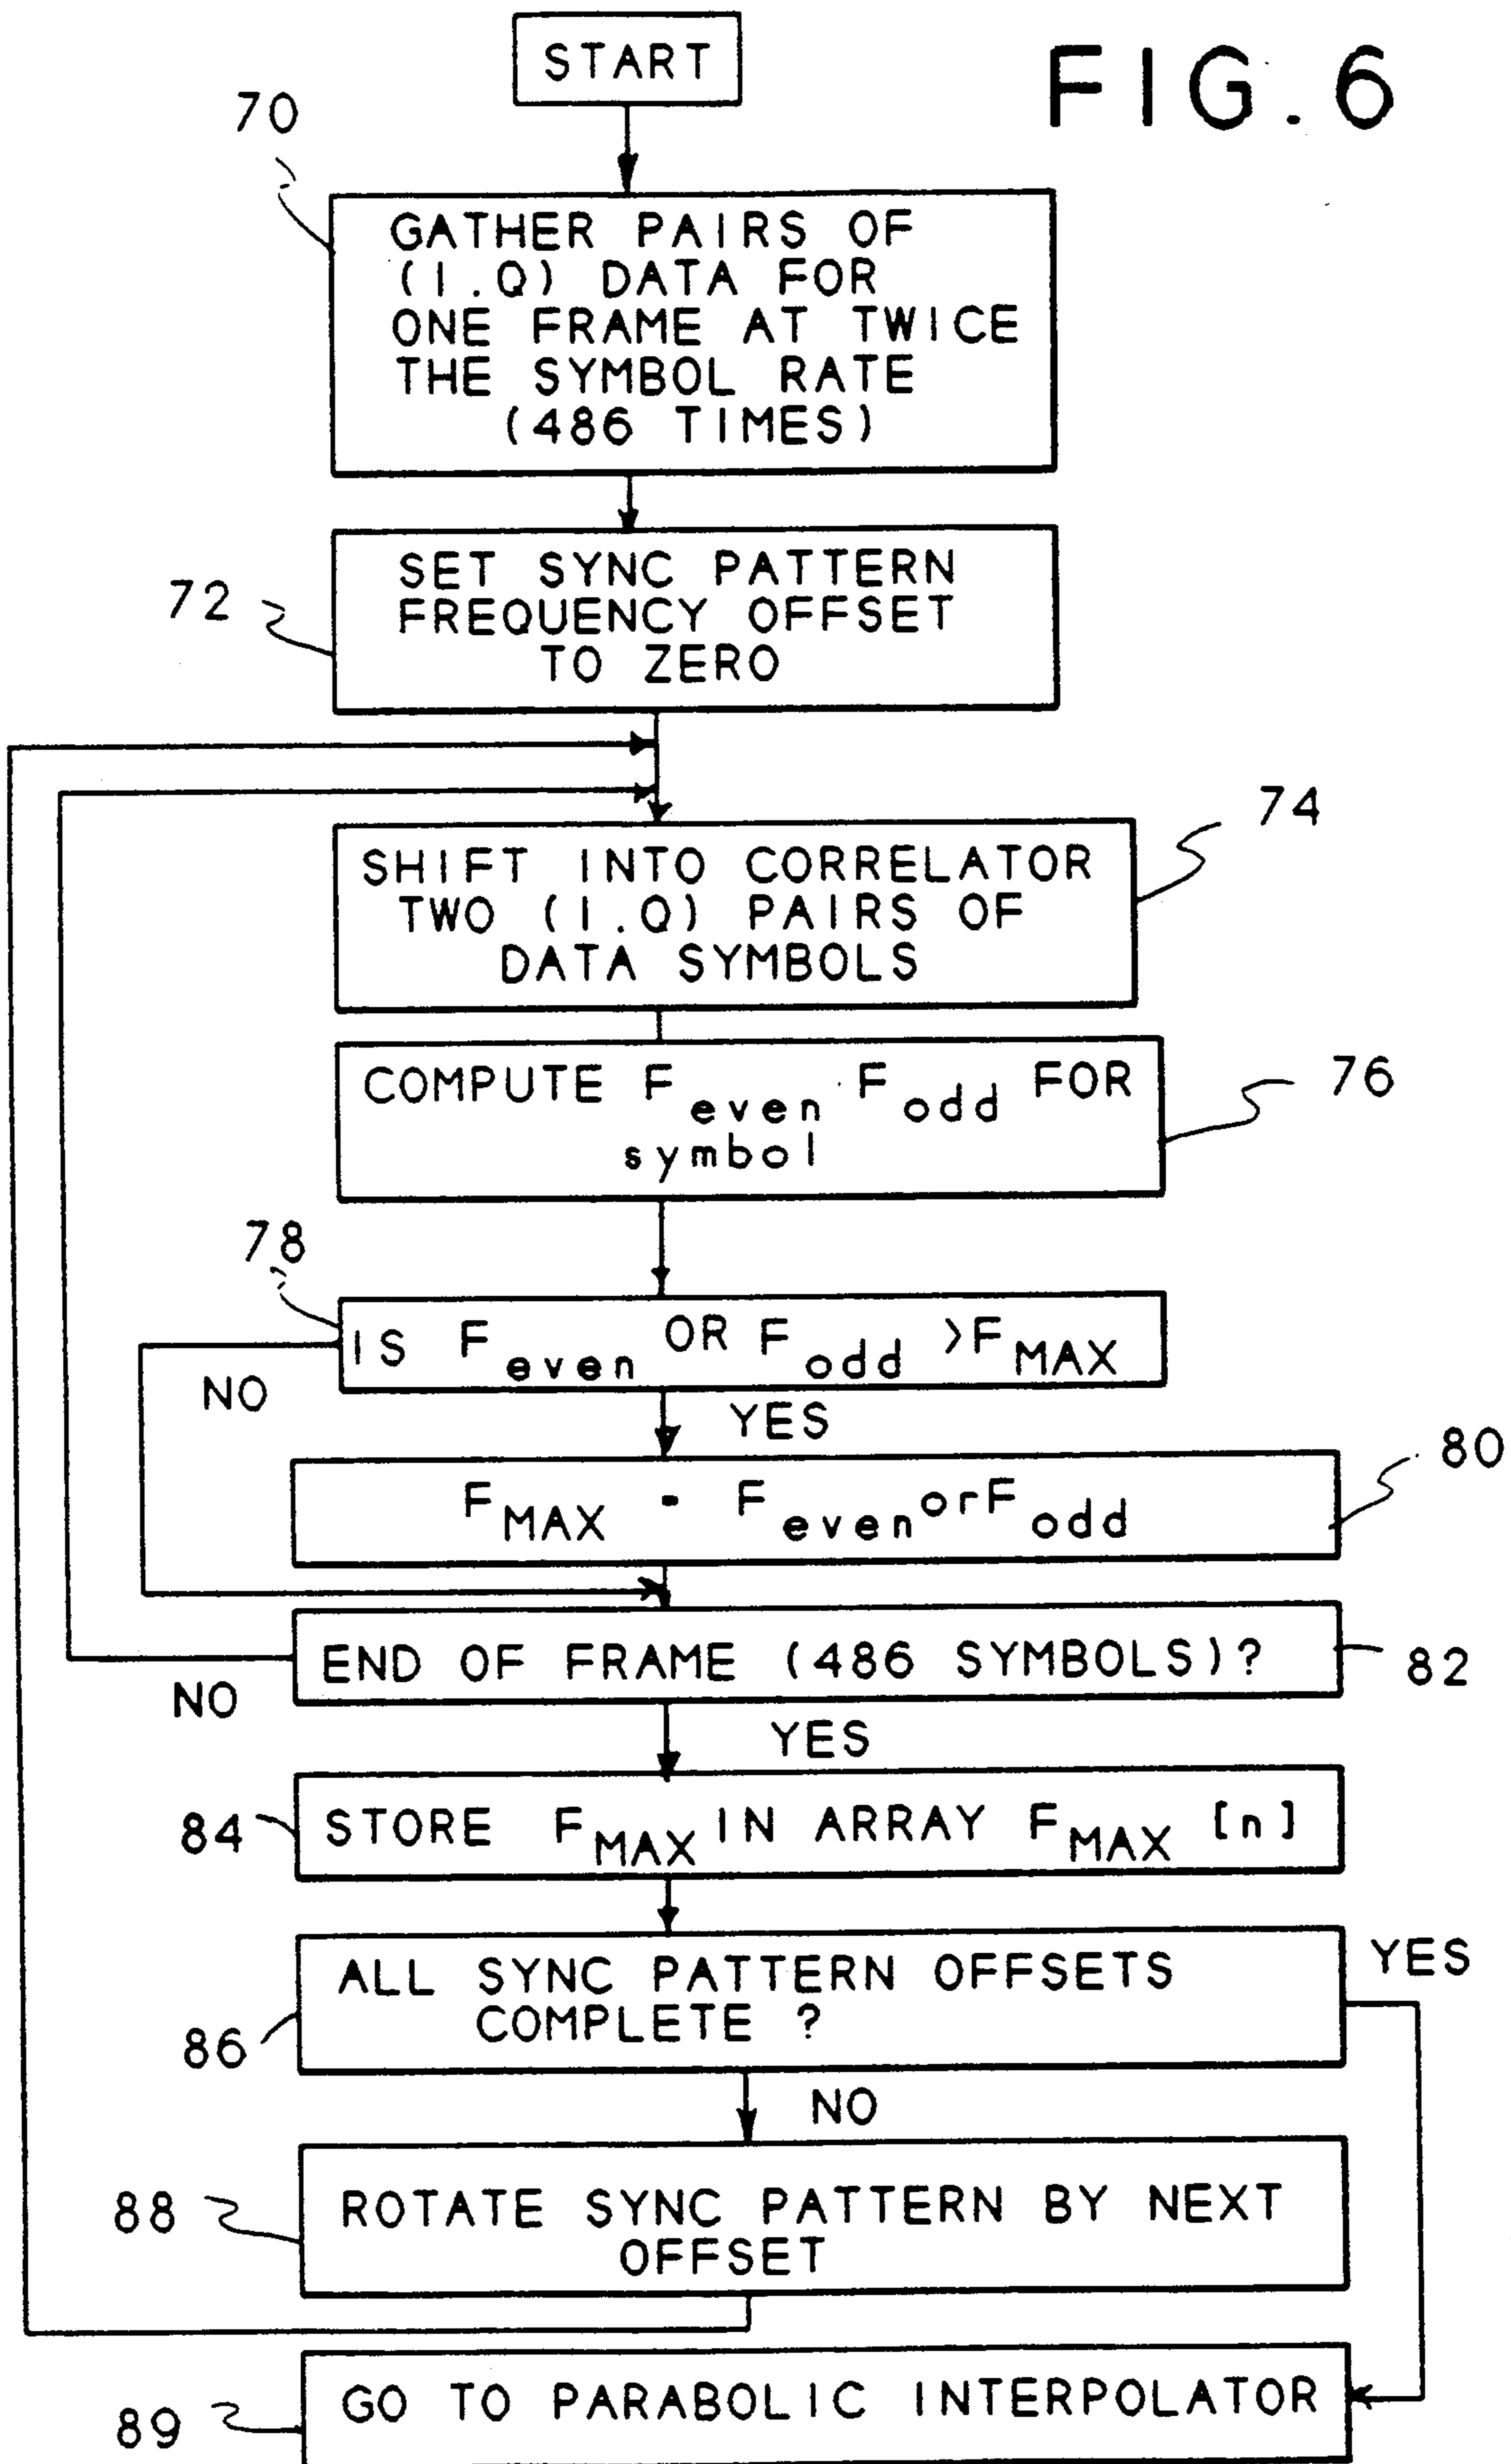 START
FIG. 6
70
GATHER PAIRS OF
(I.Q) DATA FOR
ONE FRAME AT TWICE
THE SYMBOL RATE
(486 TIMES)
72
SET SYNC PATTERN
FREQUENCY OFFSET
TO ZERO
74
SHIFT INTO CORRELATOR
TWO (I.Q) PAIRS OF
DATA SYMBOLS
76
COMPUTE F even F odd FOR
symbol
78
IS F even OR F odd >F MAX
NO
YES
80
F MAX - F even or F odd
82
END OF FRAME (486 SYMBOLS)?
NO
YES
84
STORE F MAX IN ARRAY F MAX [n]
86
ALL SYNC PATTERN OFFSETS
COMPLETE ?
YES
NO
88
ROTATE SYNC PATTERN BY NEXT
OFFSET
89
GO TO PARABOLIC INTERPOLATOR